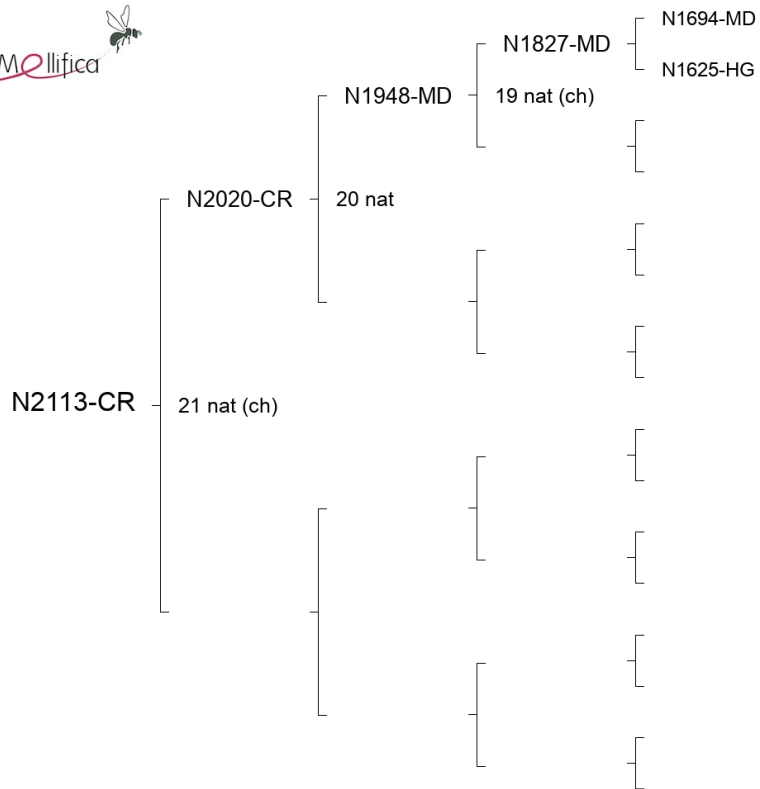 Mellifica
N1694-MD
N1827-MD
N1625-HG
N1948-MD
19 nat (ch)
N2020-CR
20 nat
N2113-CR
21 nat (ch)